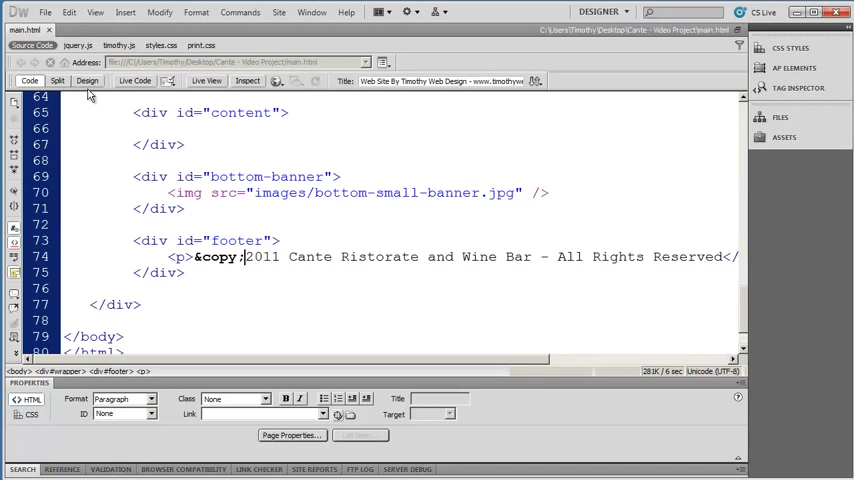 Dw File Edit View Insert Modify Format Commands Site Window Help DESIGNER CS Live
main.html × C:\Users\Timothy\Desktop\Cante - Video Project\main.html
Source Code jquery.js timothy.js styles.css print.css
Address: file:///C|/Users/Timothy/Desktop/Cante - Video Project/main.html
Code Split Design Live Code Live View Inspect Title: Web Site By Timothy Web Design - www.timothywe
CSS STYLES
AP ELEMENTS
TAG INSPECTOR
FILES
ASSETS
64
65 <div id="content">
66
67 </div>
68
69 <div id="bottom-banner">
70 <img src="images/bottom-small-banner.jpg" />
71 </div>
72
73 <div id="footer">
74 <p>&copy;2011 Cante Ristorate and Wine Bar - All Rights Reserved</
75 </div>
76
77 </div>
78
79 </body>
80 </html>
<body> <div#wrapper> <div#footer> <p> 281K / 6 sec Unicode (UTF-8)
PROPERTIES
<> HTML Format Paragraph Class None B I Title
CSS ID None Link Target
Page Properties... List Item...
SEARCH REFERENCE VALIDATION BROWSER COMPATIBILITY LINK CHECKER SITE REPORTS FTP LOG SERVER DEBUG